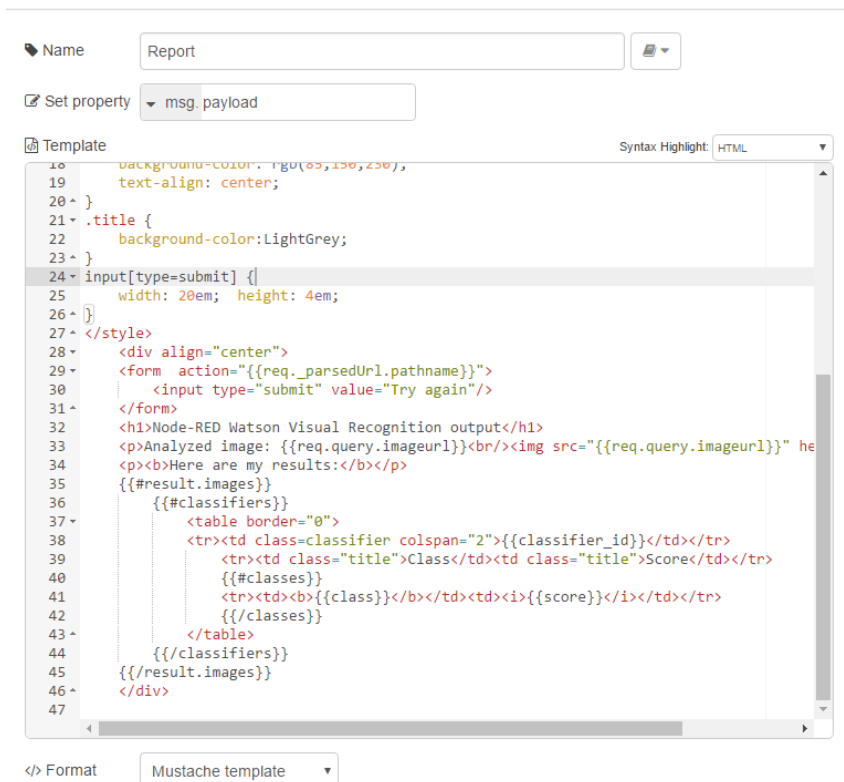 Name
Report
Set property
msg. payload
Template
Syntax Highlight: HTML
18 background-color: rgb(85,150,230);
19 text-align: center;
20 }
21 .title {
22 background-color:LightGrey;
23 }
24 input[type=submit] {
25 width: 20em;  height: 4em;
26 }
27 </style>
28 <div align="center">
29 <form  action="{{req._parsedUrl.pathname}}">
30 <input type="submit" value="Try again"/>
31 </form>
32 <h1>Node-RED Watson Visual Recognition output</h1>
33 <p>Analyzed image: {{req.query.imageurl}}<br/><img src="{{req.query.imageurl}}" he
34 <p><b>Here are my results:</b></p>
35 {{#result.images}}
36 {{#classifiers}}
37 <table border="0">
38 <tr><td class=classifier colspan="2">{{classifier_id}}</td></tr>
39 <tr><td class="title">Class</td><td class="title">Score</td></tr>
40 {{#classes}}
41 <tr><td><b>{{class}}</b></td><td><i>{{score}}</i></td></tr>
42 {{/classes}}
43 </table>
44 {{/classifiers}}
45 {{/result.images}}
46 </div>
47
</> Format
Mustache template